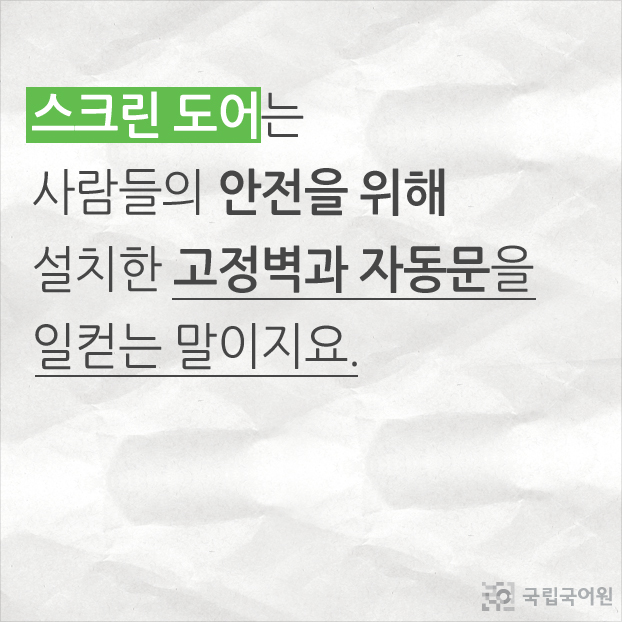 스크린 도어는
사람들의 안전을 위해
설치한 고정벽과 자동문을
일컫는 말이지요.
국립국어원